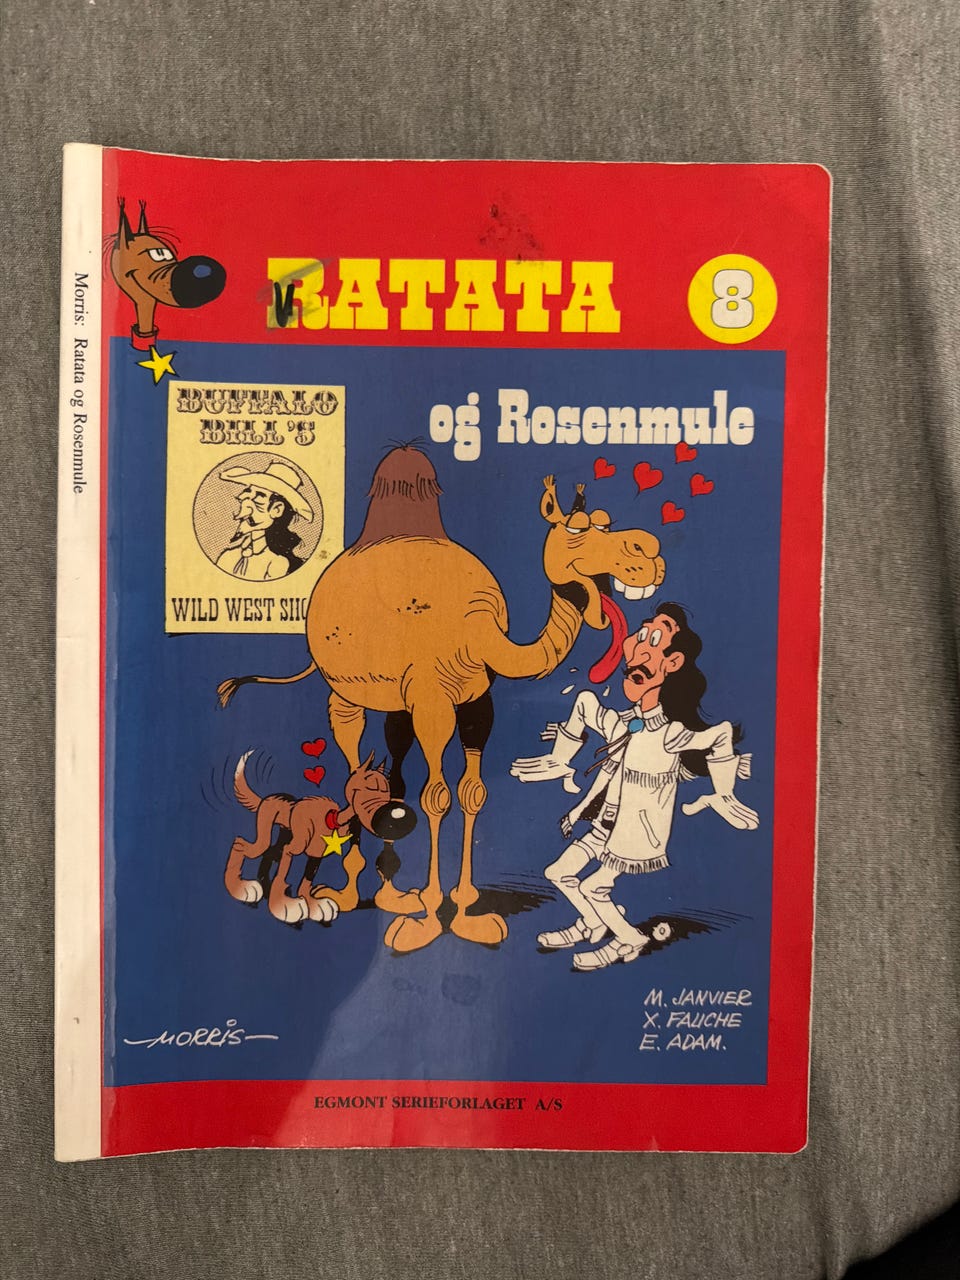 Morris: Ratata og Rosenmule
RATATA
8
og Rosenmule
BUFFALO
BILL'S
WILD WEST SHO
M. JANVIER
X. FAUCHE
E. ADAM.
MORRIS
EGMONT SERIEFORLAGET A/S